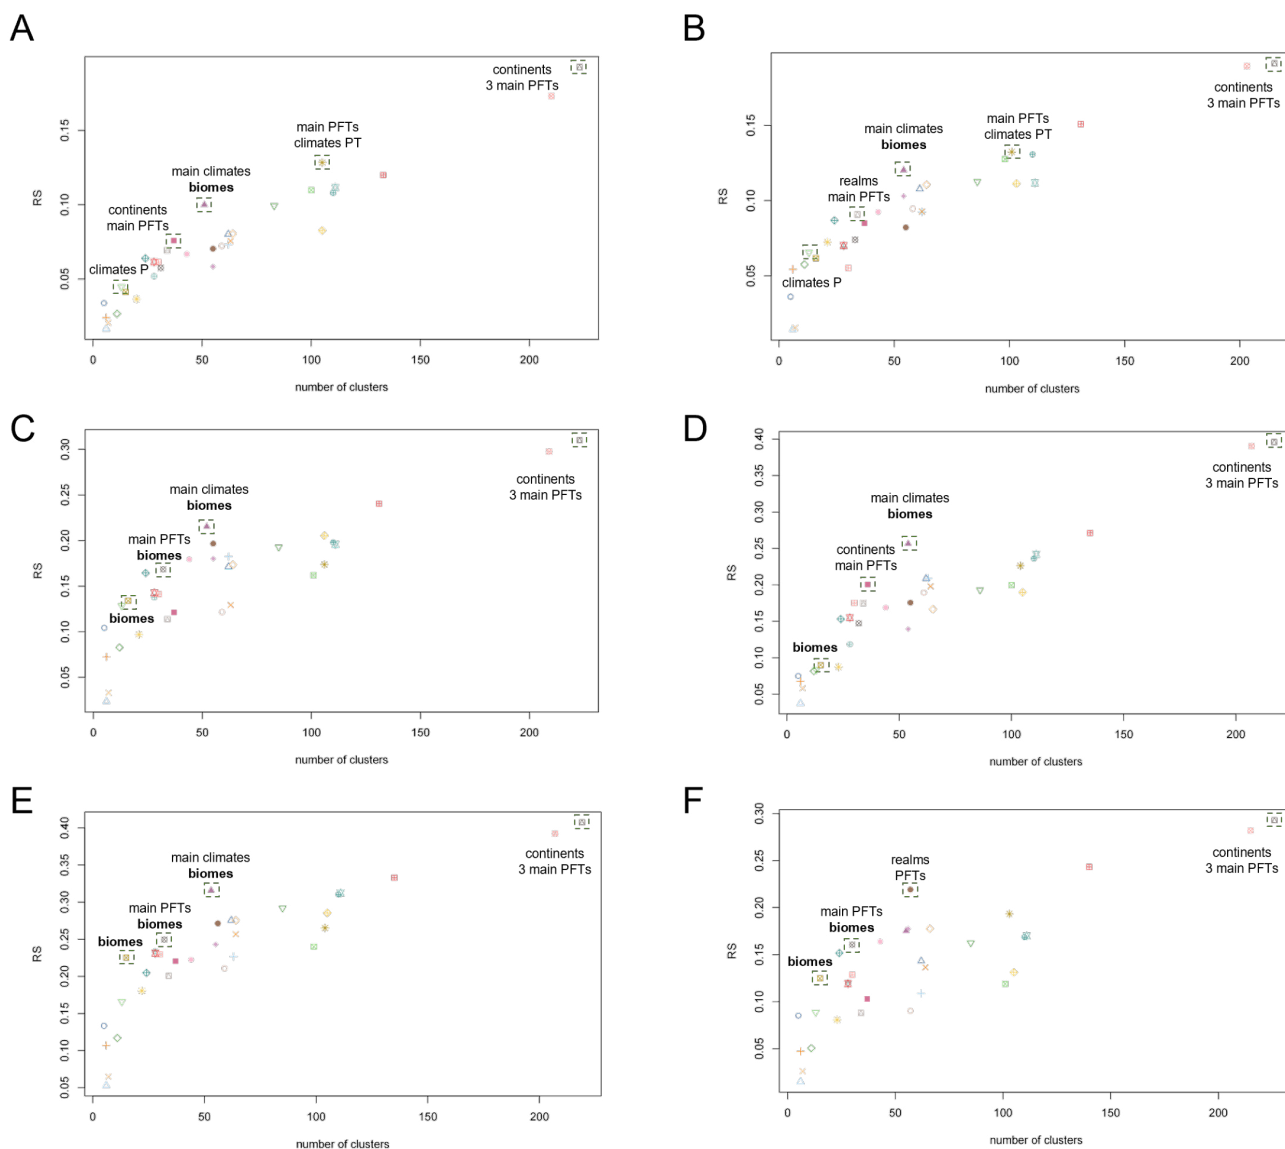 A
RS
0.15
0.10
0.05
0
50
100
150
200
number of clusters
continents
3 main PFTs
main PFTs
climates PT
main climates
biomes
continents
main PFTs
climates P
B
RS
0.15
0.10
0.05
0
50
100
150
200
number of clusters
continents
3 main PFTs
main PFTs
climates PT
main climates
biomes
realms
main PFTs
climates P
C
RS
0.30
0.25
0.20
0.15
0.10
0.05
0
50
100
150
200
number of clusters
continents
3 main PFTs
main climates
biomes
main PFTs
biomes
biomes
D
RS
0.40
0.35
0.30
0.25
0.20
0.15
0.10
0.05
0
50
100
150
200
number of clusters
continents
3 main PFTs
main climates
biomes
continents
main PFTs
biomes
E
RS
0.40
0.35
0.30
0.25
0.20
0.15
0.10
0.05
0
50
100
150
200
number of clusters
continents
3 main PFTs
main climates
biomes
main PFTs
biomes
biomes
F
RS
0.30
0.25
0.20
0.15
0.10
0.05
0
50
100
150
200
number of clusters
continents
3 main PFTs
realms
PFTs
main PFTs
biomes
biomes